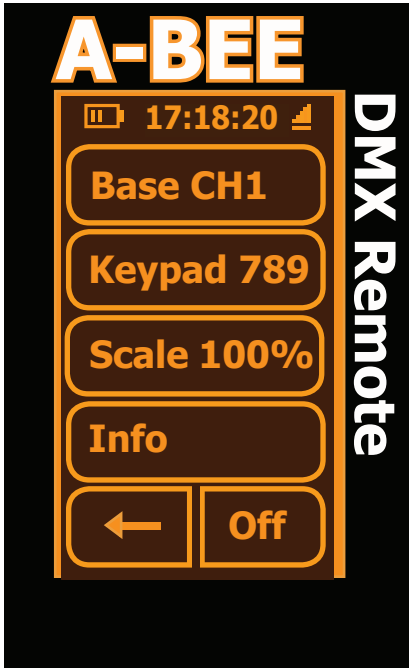 A-BEE
DMX Remote
17:18:20
Base CH1
Keypad 789
Scale 100%
Info
Off